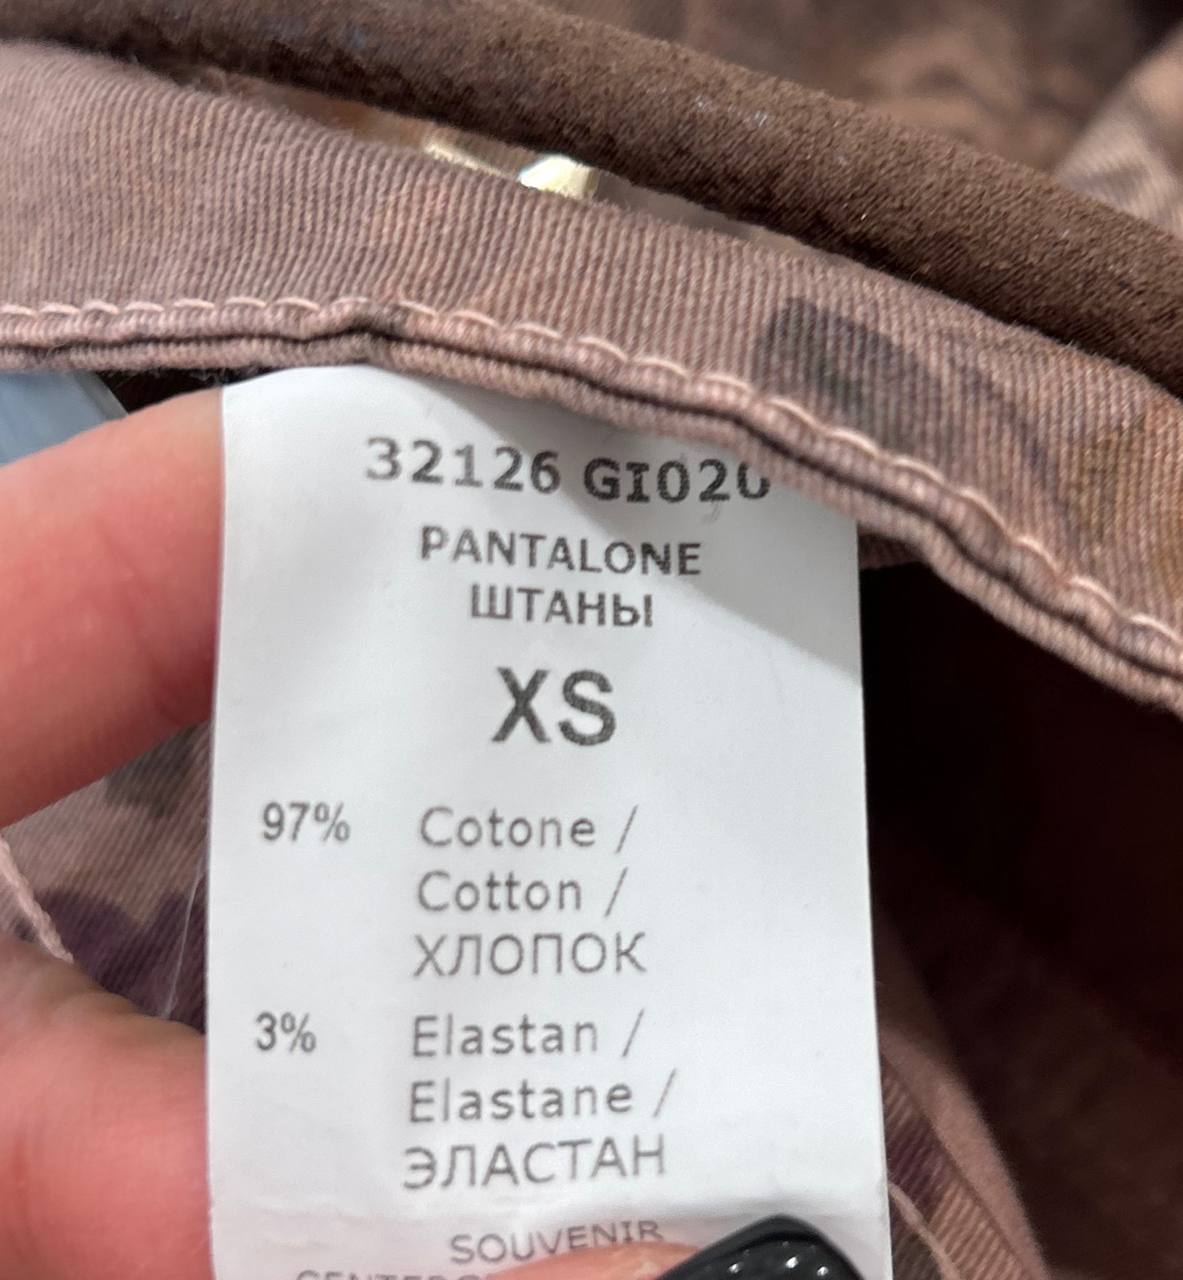 32126 GI020
PANTALONE
ШТАНЫ
XS
97% Cotone /
Cotton /
ХЛОПОК
3% Elastan /
Elastane /
ЭЛАСТАН
SOUVENIR